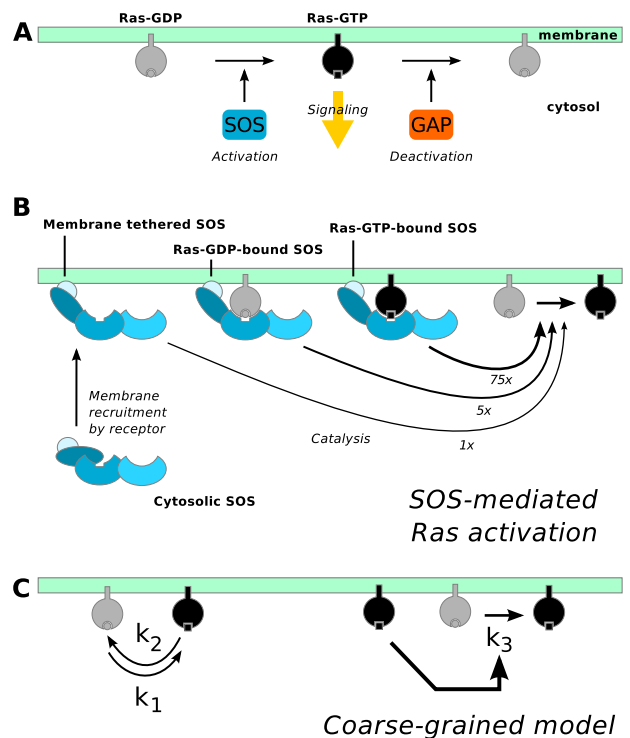 A
Ras-GDP
Ras-GTP
membrane
cytosol
Signaling
SOS
GAP
Activation
Deactivation
B
Membrane tethered SOS
Ras-GDP-bound SOS
Ras-GTP-bound SOS
75x
5x
1x
Membrane
recruitment
by receptor
Catalysis
Cytosolic SOS
SOS-mediated
Ras activation
C
k2
k1
k3
Coarse-grained model